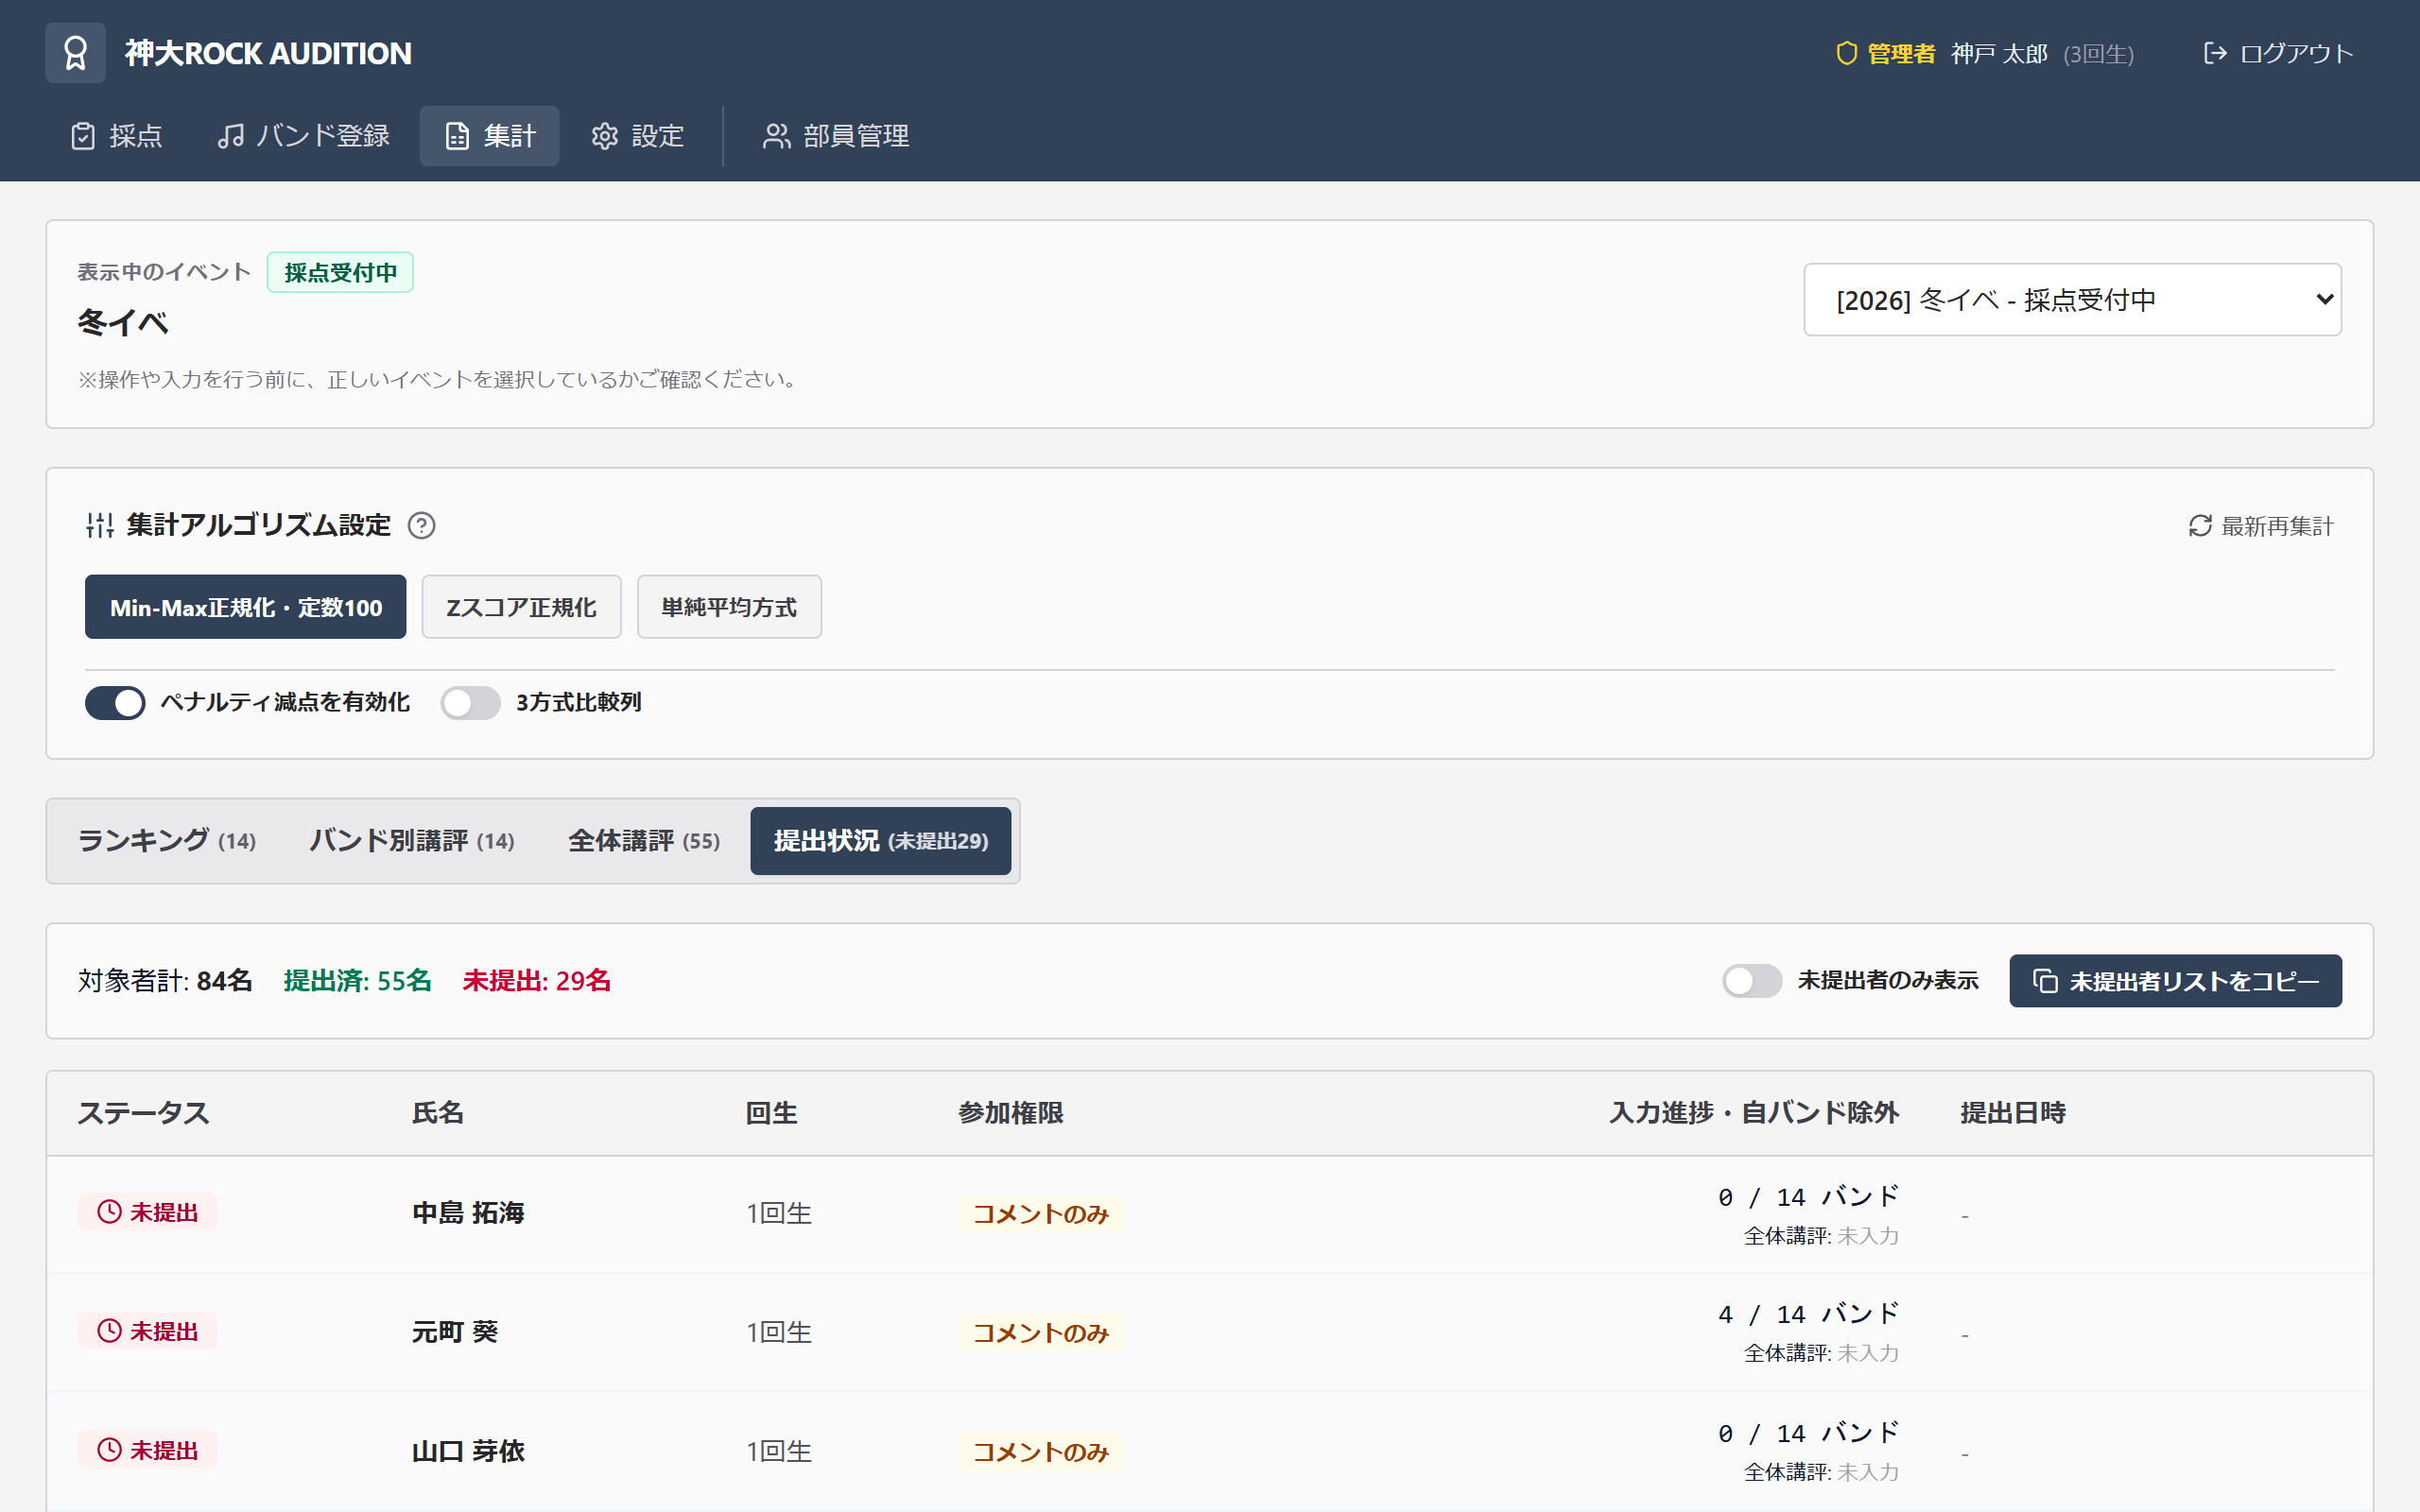 神大ROCK AUDITION
管理者 神戸 太郎 (3回生) ログアウト
採点 バンド登録 集計 設定 部員管理
表示中のイベント 採点受付中
冬イベ
[2026] 冬イベ - 採点受付中
※操作や入力を行う前に、正しいイベントを選択しているかご確認ください。
集計アルゴリズム設定
最新再集計
Min-Max正規化・定数100 Zスコア正規化 単純平均方式
ペナルティ減点を有効化 3方式比較列
ランキング (14) バンド別講評 (14) 全体講評 (55) 提出状況 (未提出29)
対象者計: 84名 提出済: 55名 未提出: 29名
未提出者のみ表示 未提出者リストをコピー
ステータス 氏名 回生 参加権限 入力進捗・自バンド除外 提出日時
未提出 中島 拓海 1回生 コメントのみ 0 / 14 バンド -
全体講評: 未入力
未提出 元町 葵 1回生 コメントのみ 4 / 14 バンド -
全体講評: 未入力
未提出 山口 芽依 1回生 コメントのみ 0 / 14 バンド -
全体講評: 未入力